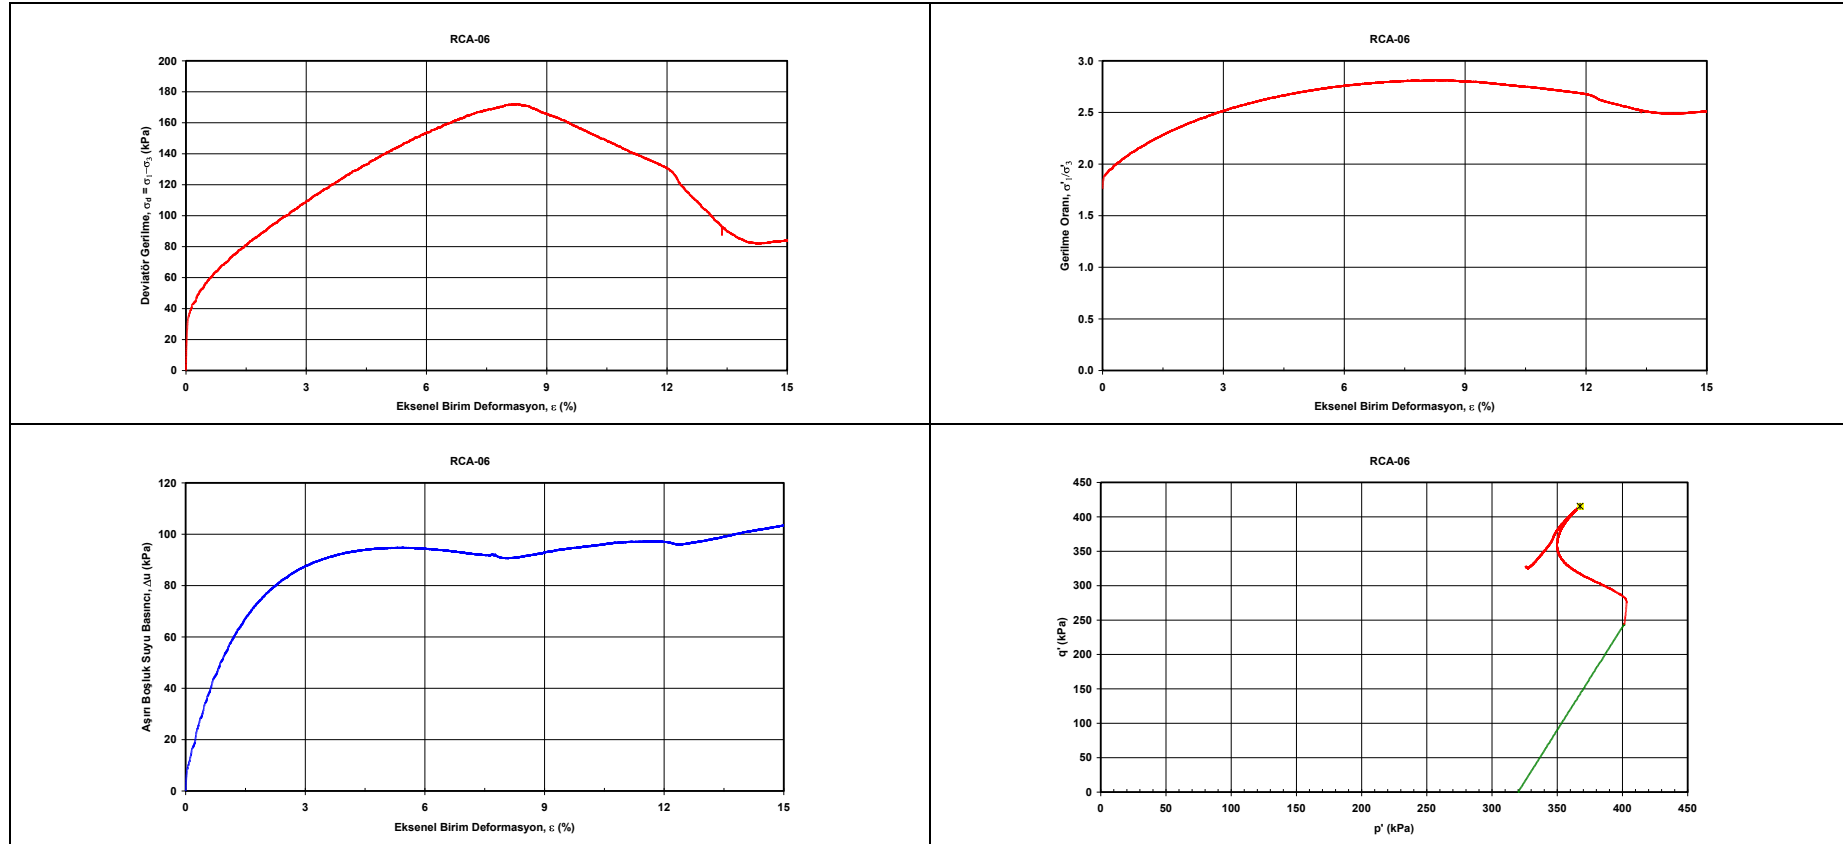 RCA-06
Deviatör Gerilme, σd = σ1−σ3 (kPa)
200
180
160
140
120
100
80
60
40
20
0
0 3 6 9 12 15
Eksenel Birim Deformasyon, ε (%)
RCA-06
Gerilme Oranı, σ'1/σ'3
3.0
2.5
2.0
1.5
1.0
0.5
0.0
0 3 6 9 12 15
Eksenel Birim Deformasyon, ε (%)
RCA-06
Aşırı Boşluk Suyu Basıncı, Δu (kPa)
120
100
80
60
40
20
0
0 3 6 9 12 15
Eksenel Birim Deformasyon, ε (%)
RCA-06
q' (kPa)
450
400
350
300
250
200
150
100
50
0
0 50 100 150 200 250 300 350 400 450
p' (kPa)